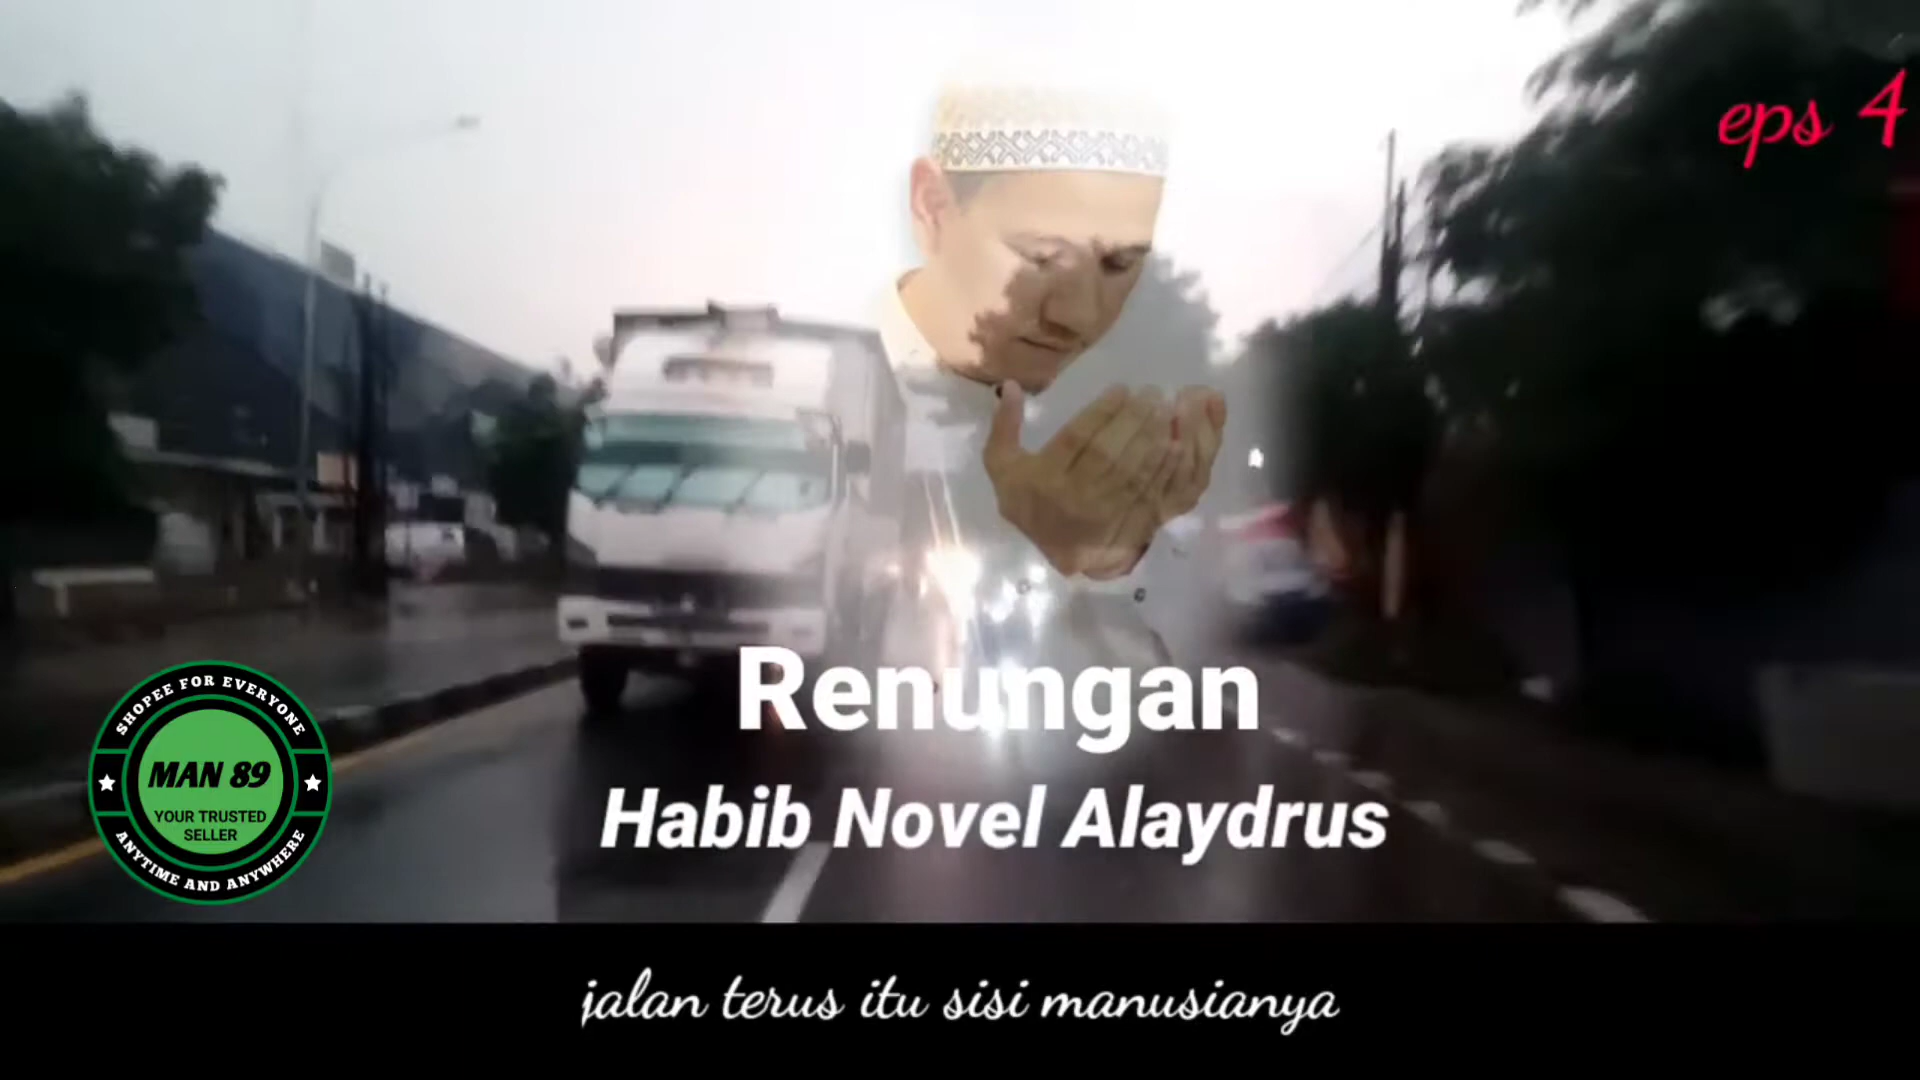 eps 4
SHOPEE FOR EVERYONE
MAN 89
YOUR TRUSTED
SELLER
ANYTIME AND ANYWHERE
Renungan
Habib Novel Alaydrus
jalan terus itu sisi manusianya